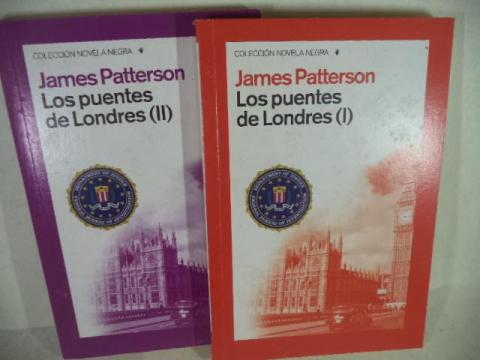 COLECCIÓN NOVELA NEGRA
James Patterson
Los puentes
de Londres (II)
COLECCIÓN NOVELA NEGRA
James Patterson
Los puentes
de Londres (I)